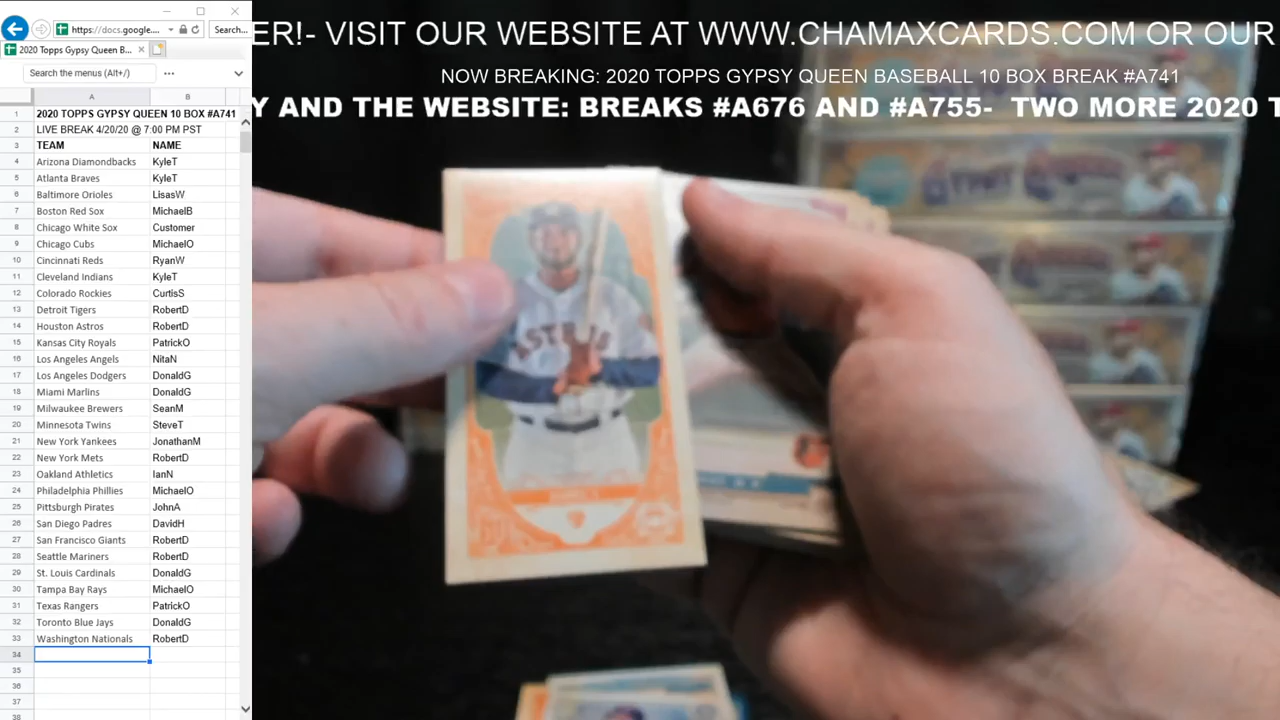 https://docs.google....
Search...
2020 Topps Gypsy Queen B...
Search the menus (Alt+/)
A B
1 2020 TOPPS GYPSY QUEEN 10 BOX #A741
2 LIVE BREAK 4/20/20 @ 7:00 PM PST
3 TEAM NAME
4 Arizona Diamondbacks KyleT
5 Atlanta Braves KyleT
6 Baltimore Orioles LisasW
7 Boston Red Sox MichaelB
8 Chicago White Sox Customer
9 Chicago Cubs MichaelO
10 Cincinnati Reds RyanW
11 Cleveland Indians KyleT
12 Colorado Rockies CurtisS
13 Detroit Tigers RobertD
14 Houston Astros RobertD
15 Kansas City Royals PatrickO
16 Los Angeles Angels NitaN
17 Los Angeles Dodgers DonaldG
18 Miami Marlins DonaldG
19 Milwaukee Brewers SeanM
20 Minnesota Twins SteveT
21 New York Yankees JonathanM
22 New York Mets RobertD
23 Oakland Athletics IanN
24 Philadelphia Phillies MichaelO
25 Pittsburgh Pirates JohnA
26 San Diego Padres DavidH
27 San Francisco Giants RobertD
28 Seattle Mariners RobertD
29 St. Louis Cardinals DonaldG
30 Tampa Bay Rays MichaelO
31 Texas Rangers PatrickO
32 Toronto Blue Jays DonaldG
33 Washington Nationals RobertD
34
35
36
37
38
ER!- VISIT OUR WEBSITE AT WWW.CHAMAXCARDS.COM OR OUR
NOW BREAKING: 2020 TOPPS GYPSY QUEEN BASEBALL 10 BOX BREAK #A741
Y AND THE WEBSITE: BREAKS #A676 AND #A755- TWO MORE 2020 T
ASTROS